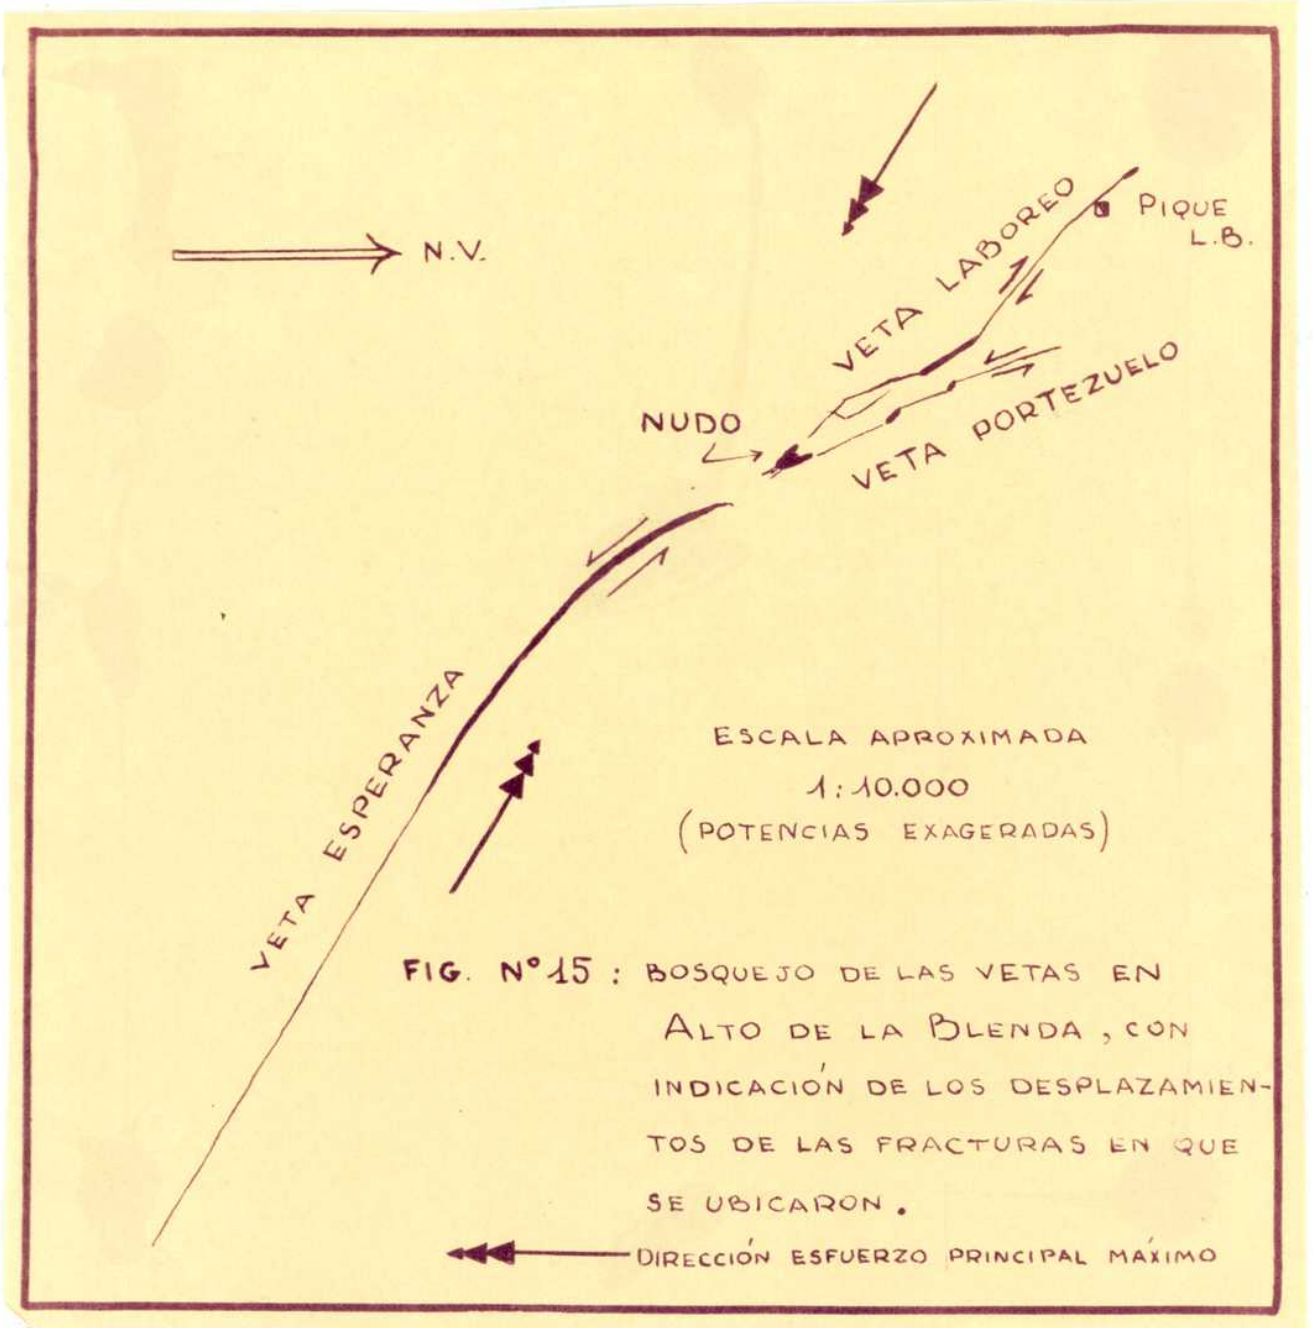 N.V.
VETA LABOREO
PIQUE
L.B.
VETA PORTEZUELO
NUDO
VETA ESPERANZA
ESCALA APROXIMADA
1:10.000
(POTENCIAS EXAGERADAS)
FIG. Nº 15 : BOSQUEJO DE LAS VETAS EN
ALTO DE LA BLENDA, CON
INDICACIÓN DE LOS DESPLAZAMIEN-
TOS DE LAS FRACTURAS EN QUE
SE UBICARON.
DIRECCIÓN ESFUERZO PRINCIPAL MÁXIMO